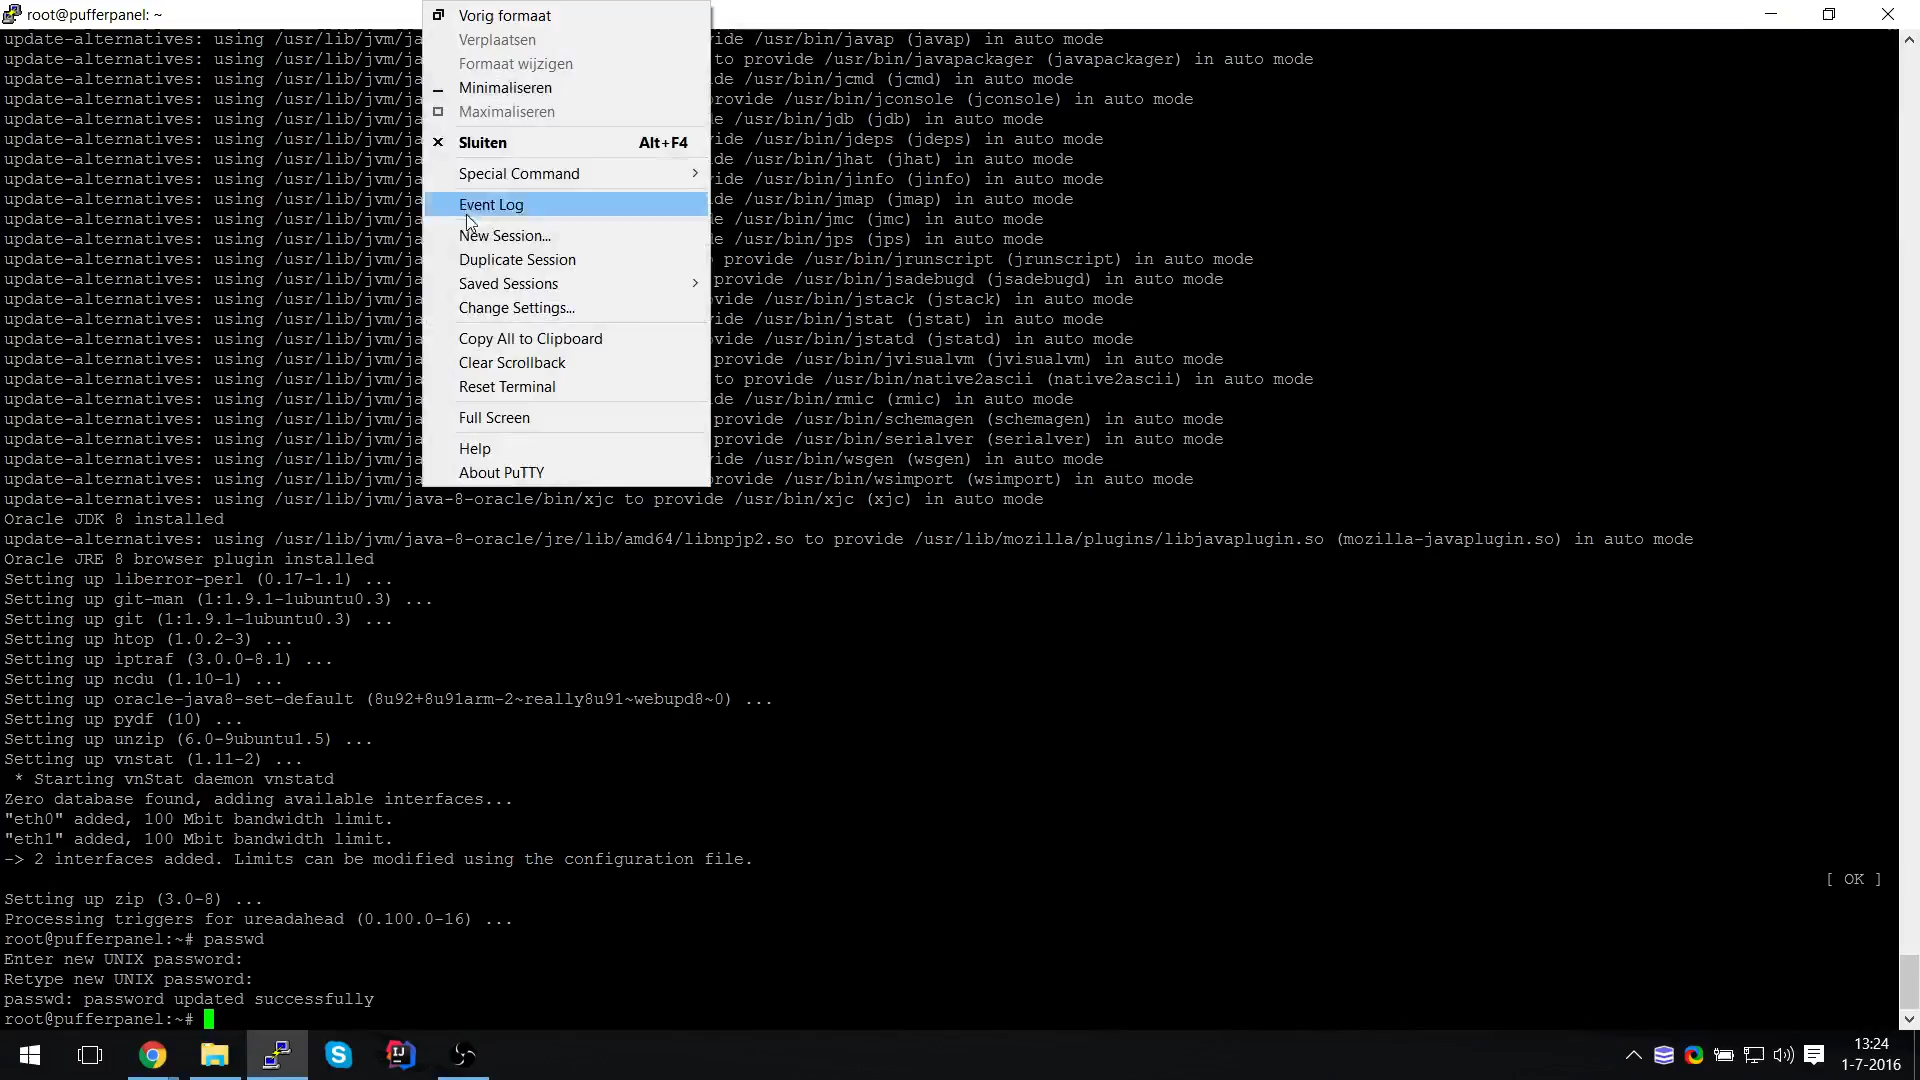 root@pufferpanel: ~
update-alternatives: using /usr/lib/jvm/ja
ide /usr/bin/javap (javap) in auto mode
update-alternatives: using /usr/lib/jvm/ja
to provide /usr/bin/javapackager (javapackager) in auto mode
update-alternatives: using /usr/lib/jvm/ja
de /usr/bin/jcmd (jcmd) in auto mode
update-alternatives: using /usr/lib/jvm/ja
rovide /usr/bin/jconsole (jconsole) in auto mode
update-alternatives: using /usr/lib/jvm/ja
e /usr/bin/jdb (jdb) in auto mode
update-alternatives: using /usr/lib/jvm/ja
ide /usr/bin/jdeps (jdeps) in auto mode
update-alternatives: using /usr/lib/jvm/ja
de /usr/bin/jhat (jhat) in auto mode
update-alternatives: using /usr/lib/jvm/ja
ide /usr/bin/jinfo (jinfo) in auto mode
update-alternatives: using /usr/lib/jvm/ja
de /usr/bin/jmap (jmap) in auto mode
update-alternatives: using /usr/lib/jvm/ja
e /usr/bin/jmc (jmc) in auto mode
update-alternatives: using /usr/lib/jvm/ja
e /usr/bin/jps (jps) in auto mode
update-alternatives: using /usr/lib/jvm/ja
provide /usr/bin/jrunscript (jrunscript) in auto mode
update-alternatives: using /usr/lib/jvm/ja
ovide /usr/bin/jsadebugd (jsadebugd) in auto mode
update-alternatives: using /usr/lib/jvm/ja
vide /usr/bin/jstack (jstack) in auto mode
update-alternatives: using /usr/lib/jvm/ja
ide /usr/bin/jstat (jstat) in auto mode
update-alternatives: using /usr/lib/jvm/ja
vide /usr/bin/jstatd (jstatd) in auto mode
update-alternatives: using /usr/lib/jvm/ja
provide /usr/bin/jvisualvm (jvisualvm) in auto mode
update-alternatives: using /usr/lib/jvm/ja
to provide /usr/bin/native2ascii (native2ascii) in auto mode
update-alternatives: using /usr/lib/jvm/ja
de /usr/bin/rmic (rmic) in auto mode
update-alternatives: using /usr/lib/jvm/ja
provide /usr/bin/schemagen (schemagen) in auto mode
update-alternatives: using /usr/lib/jvm/ja
provide /usr/bin/serialver (serialver) in auto mode
update-alternatives: using /usr/lib/jvm/ja
ide /usr/bin/wsgen (wsgen) in auto mode
update-alternatives: using /usr/lib/jvm/ja
provide /usr/bin/wsimport (wsimport) in auto mode
Vorig formaat
Verplaatsen
Formaat wijzigen
Minimaliseren
Maximaliseren
Sluiten Alt+F4
Special Command
Event Log
New Session...
Duplicate Session
Saved Sessions
Change Settings...
Copy All to Clipboard
Clear Scrollback
Reset Terminal
Full Screen
Help
About PuTTY
update-alternatives: using /usr/lib/jvm/java-8-oracle/bin/xjc to provide /usr/bin/xjc (xjc) in auto mode
Oracle JDK 8 installed
update-alternatives: using /usr/lib/jvm/java-8-oracle/jre/lib/amd64/libnpjp2.so to provide /usr/lib/mozilla/plugins/libjavaplugin.so (mozilla-javaplugin.so) in auto mode
Oracle JRE 8 browser plugin installed
Setting up liberror-perl (0.17-1.1) ...
Setting up git-man (1:1.9.1-1ubuntu0.3) ...
Setting up git (1:1.9.1-1ubuntu0.3) ...
Setting up htop (1.0.2-3) ...
Setting up iptraf (3.0.0-8.1) ...
Setting up ncdu (1.10-1) ...
Setting up oracle-java8-set-default (8u92+8u91arm-2~really8u91~webupd8~0) ...
Setting up pydf (10) ...
Setting up unzip (6.0-9ubuntu1.5) ...
Setting up vnstat (1.11-2) ...
* Starting vnStat daemon vnstatd
Zero database found, adding available interfaces...
"eth0" added, 100 Mbit bandwidth limit.
"eth1" added, 100 Mbit bandwidth limit.
-> 2 interfaces added. Limits can be modified using the configuration file.
[ OK ]
Setting up zip (3.0-8) ...
Processing triggers for ureadahead (0.100.0-16) ...
root@pufferpanel:~# passwd
Enter new UNIX password:
Retype new UNIX password:
passwd: password updated successfully
root@pufferpanel:~#
13:24
1-7-2016